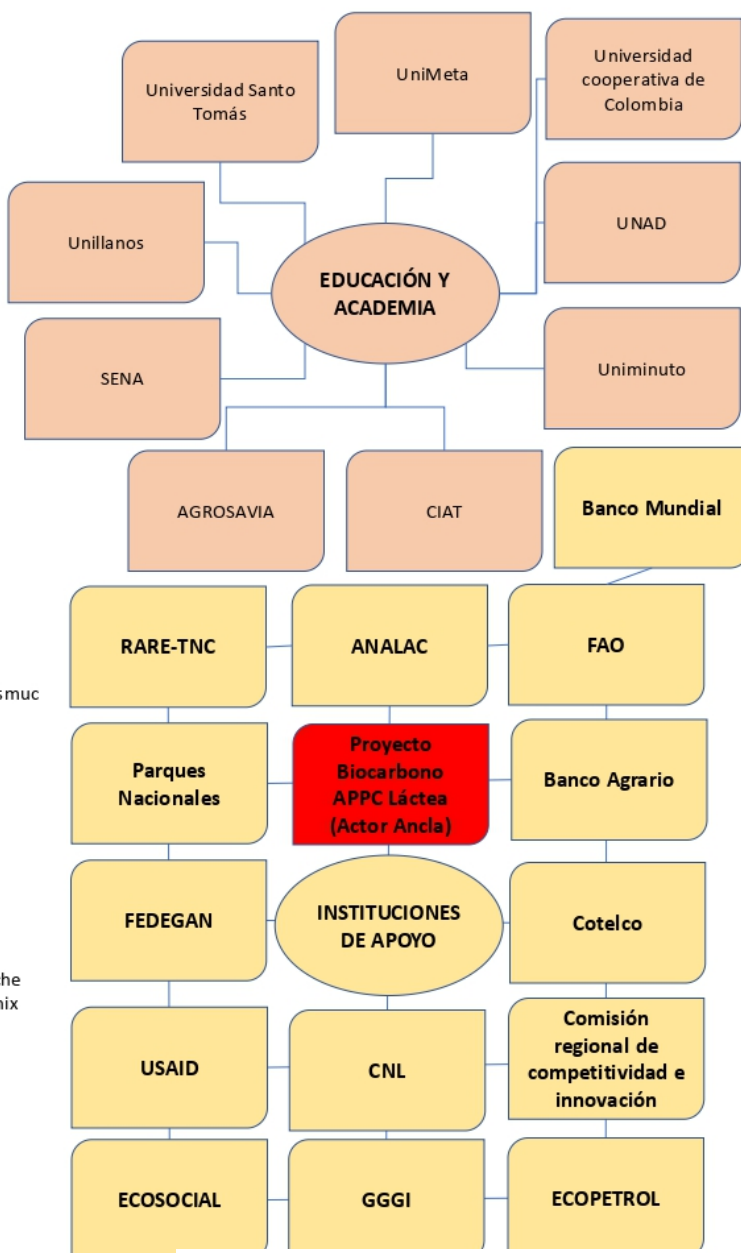 UniMeta
Universidad
cooperativa de
Colombia
Universidad Santo
Tomás
Unillanos
UNAD
EDUCACIÓN Y
ACADEMIA
SENA
Uniminuto
AGROSAVIA
CIAT
Banco Mundial
RARE-TNC
ANALAC
FAO
Parques
Nacionales
Proyecto
Biocarbono
APPC Láctea
(Actor Ancla)
Banco Agrario
FEDEGAN
INSTITUCIONES
DE APOYO
Cotelco
USAID
CNL
Comisión
regional de
competitividad e
innovación
ECOSOCIAL
GGGI
ECOPETROL